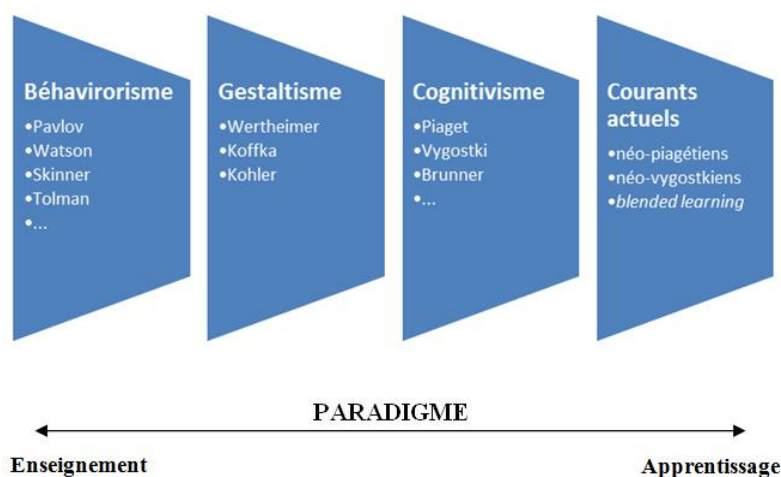 Béhavirorisme
•Pavlov
•Watson
•Skinner
•Tolman
•...
Gestaltisme
•Wertheimer
•Koffka
•Kohler
Cognitivisme
•Piaget
•Vygostki
•Brunner
•...
Courants
actuels
•néo-piagétiens
•néo-vygostkiens
•blended learning
PARADIGME
Enseignement
Apprentissage